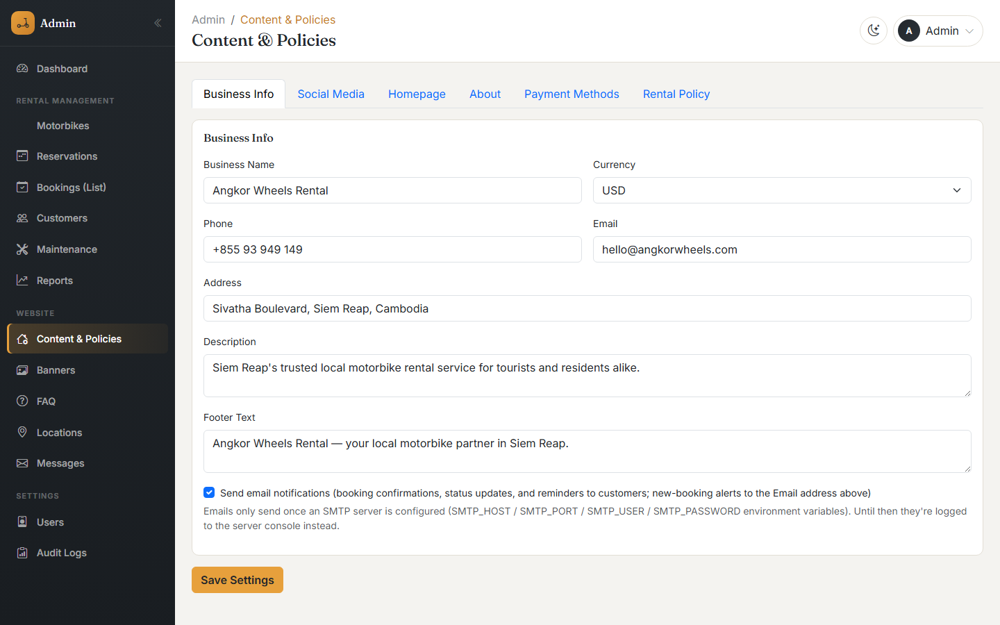 Admin
Dashboard
RENTAL MANAGEMENT
Motorbikes
Reservations
Bookings (List)
Customers
Maintenance
Reports
WEBSITE
Content & Policies
Banners
FAQ
Locations
Messages
SETTINGS
Users
Audit Logs
Admin / Content & Policies
Content & Policies
A Admin
Business Info Social Media Homepage About Payment Methods Rental Policy
Business Info
Business Name
Angkor Wheels Rental
Currency
USD
Phone
+855 93 949 149
Email
hello@angkorwheels.com
Address
Sivatha Boulevard, Siem Reap, Cambodia
Description
Siem Reap's trusted local motorbike rental service for tourists and residents alike.
Footer Text
Angkor Wheels Rental — your local motorbike partner in Siem Reap.
Send email notifications (booking confirmations, status updates, and reminders to customers; new-booking alerts to the Email address above)
Emails only send once an SMTP server is configured (SMTP_HOST / SMTP_PORT / SMTP_USER / SMTP_PASSWORD environment variables). Until then they're logged
to the server console instead.
Save Settings